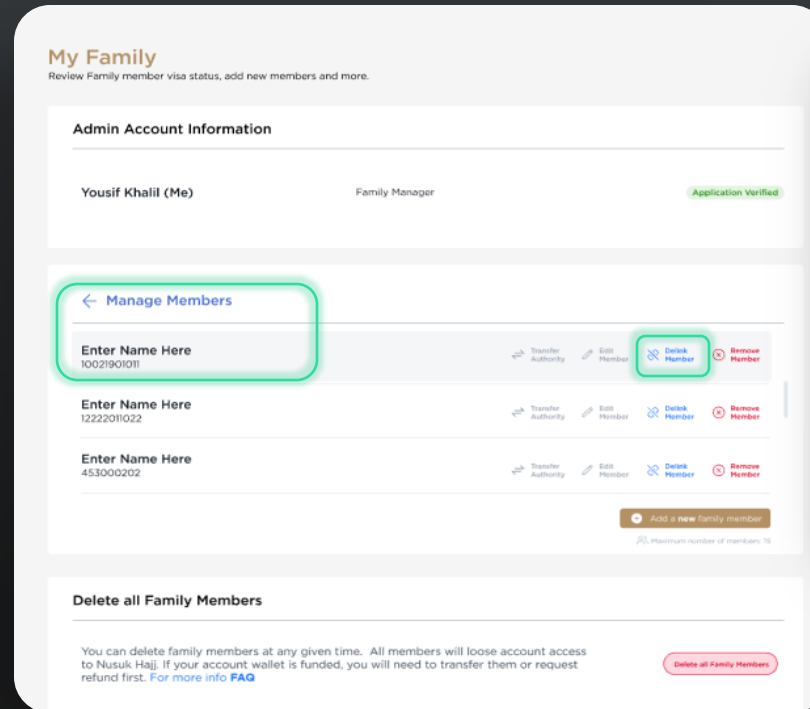 My Family
Review Family member visa status, add new members and more.
Admin Account Information
Yousif Khalil (Me) Family Manager Application Verified
Manage Members
Enter Name Here
10021901011
Transfer Authority Edit Member Delink Member Remove Member
Enter Name Here
12222011022
Transfer Authority Edit Member Delink Member Remove Member
Enter Name Here
453000202
Transfer Authority Edit Member Delink Member Remove Member
Add a new family member
Maximum number of members: 15
Delete all Family Members
You can delete family members at any given time. All members will loose account access
to Nusuk Hajj. If your account wallet is funded, you will need to transfer them or request
refund first. For more info FAQ
Delete all Family Members